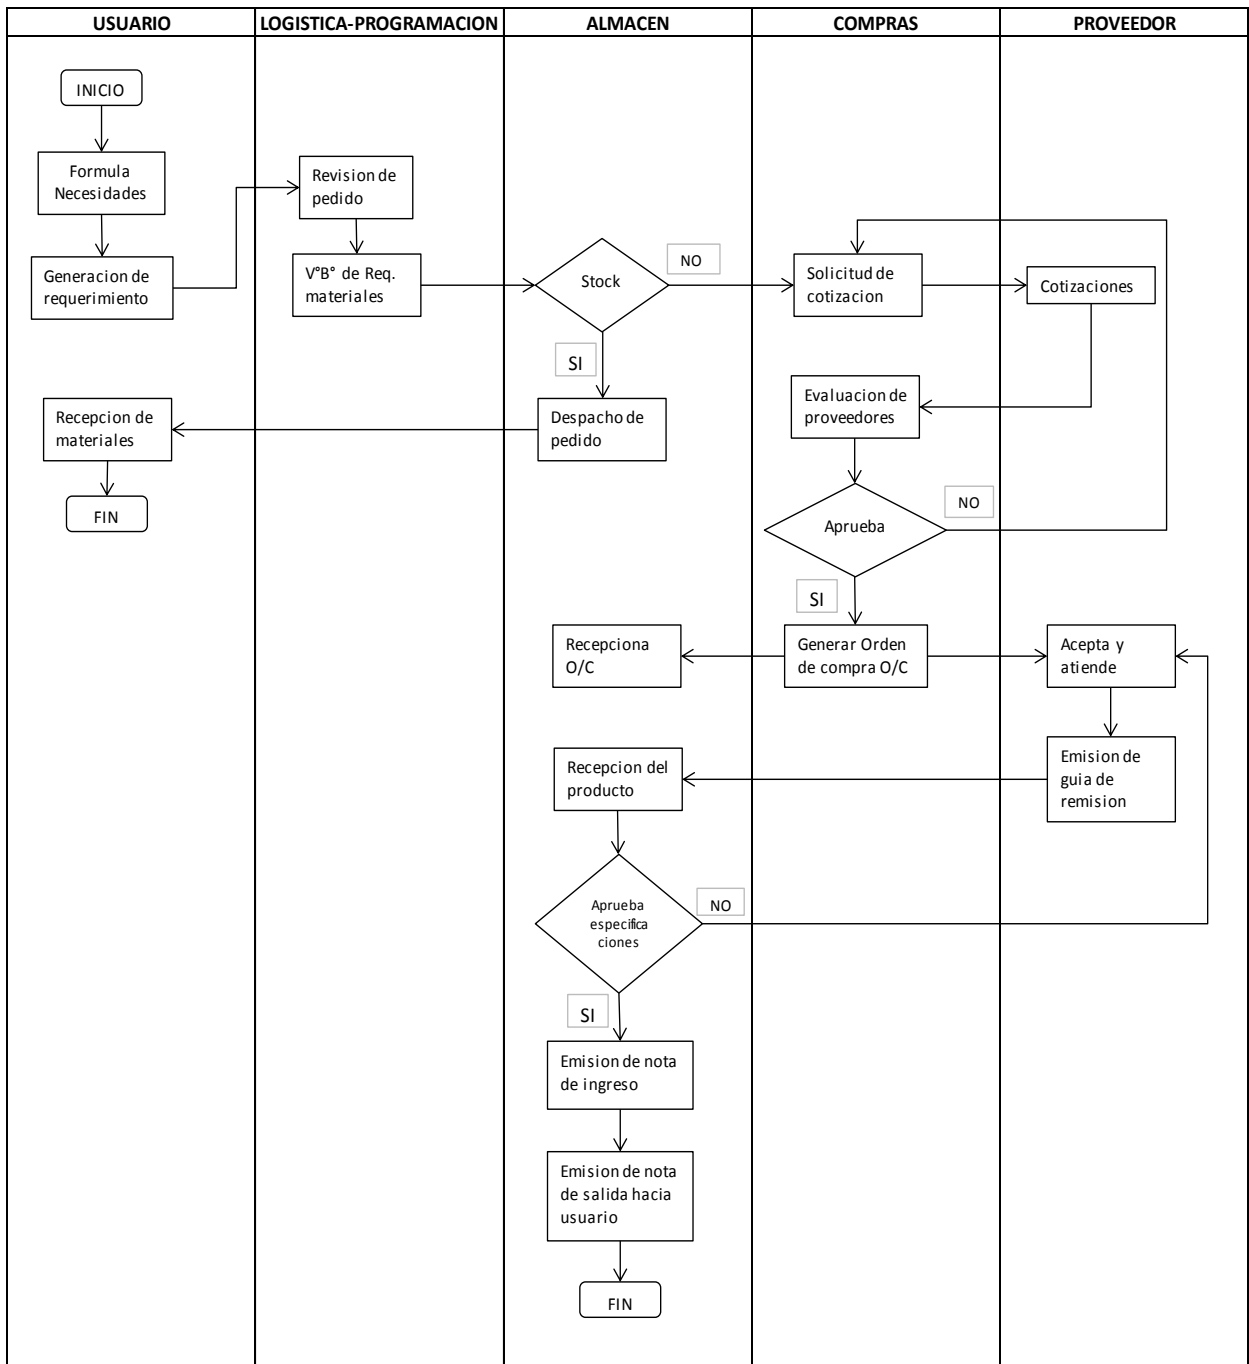 USUARIO
LOGISTICA-PROGRAMACION
ALMACEN
COMPRAS
PROVEEDOR
INICIO
Formula
Necesidades
Generacion de
requerimiento
Revision de
pedido
V°B° de Req.
materiales
Stock
NO
SI
Solicitud de
cotizacion
Cotizaciones
Evaluacion de
proveedores
Despacho de
pedido
Recepcion de
materiales
FIN
Aprueba
NO
SI
Recepciona
O/C
Generar Orden
de compra O/C
Acepta y
atiende
Emision de
guia de
remision
Recepcion del
producto
Aprueba
especifica
ciones
NO
SI
Emision de nota
de ingreso
Emision de nota
de salida hacia
usuario
FIN